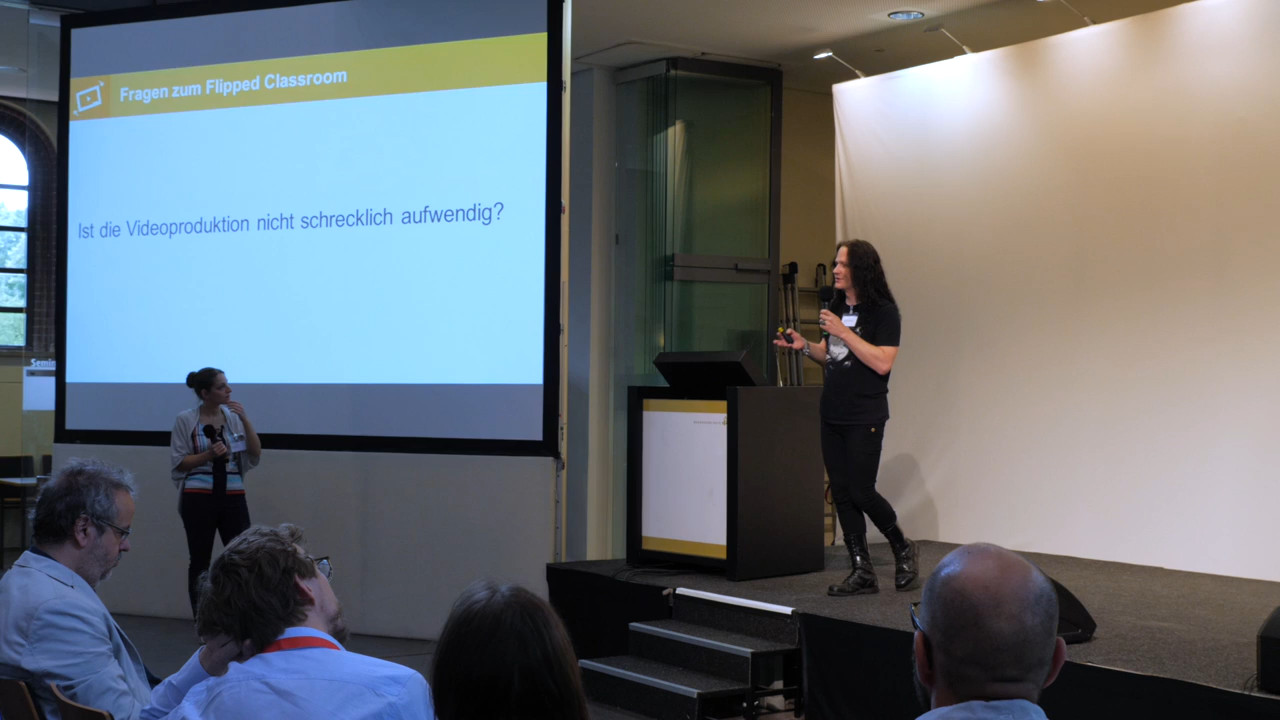 Fragen zum Flipped Classroom
Ist die Videoproduktion nicht schrecklich aufwendig?